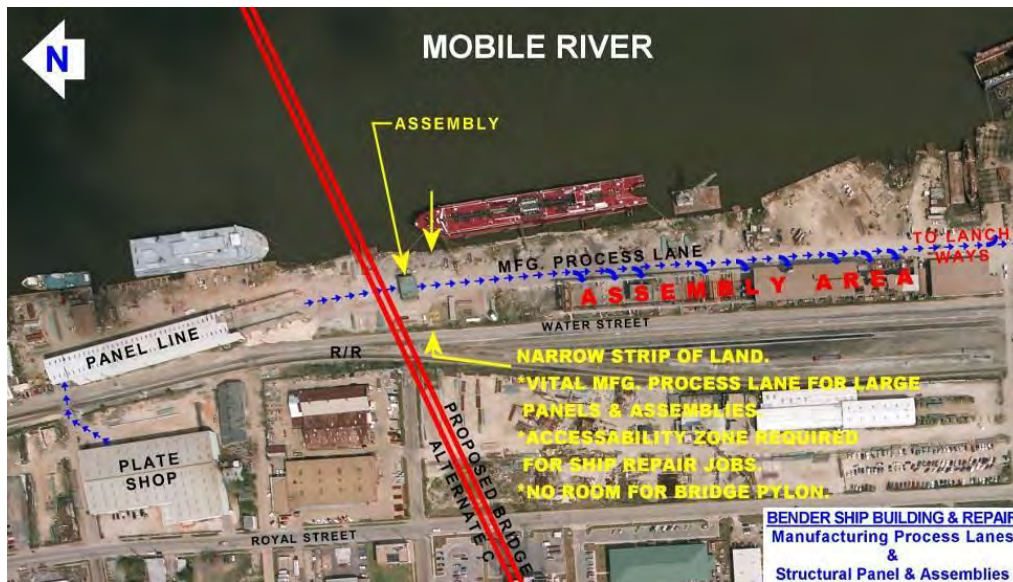 N
MOBILE RIVER
ASSEMBLY
MFG. PROCESS LANE
TO LANCH
WAYS
ASSEMBLY AREA
WATER STREET
PANEL LINE
R/R
NARROW STRIP OF LAND.
*VITAL MFG. PROCESS LANE FOR LARGE
PANELS & ASSEMBLIES.
*ACCESSABILITY ZONE REQUIRED
FOR SHIP REPAIR JOBS.
*NO ROOM FOR BRIDGE PYLON.
PLATE
SHOP
PROPOSED BRIDGE
ALTERNATE C
ROYAL STREET
BENDER SHIP BUILDING & REPAIR
Manufacturing Process Lanes
&
Structural Panel & Assemblies